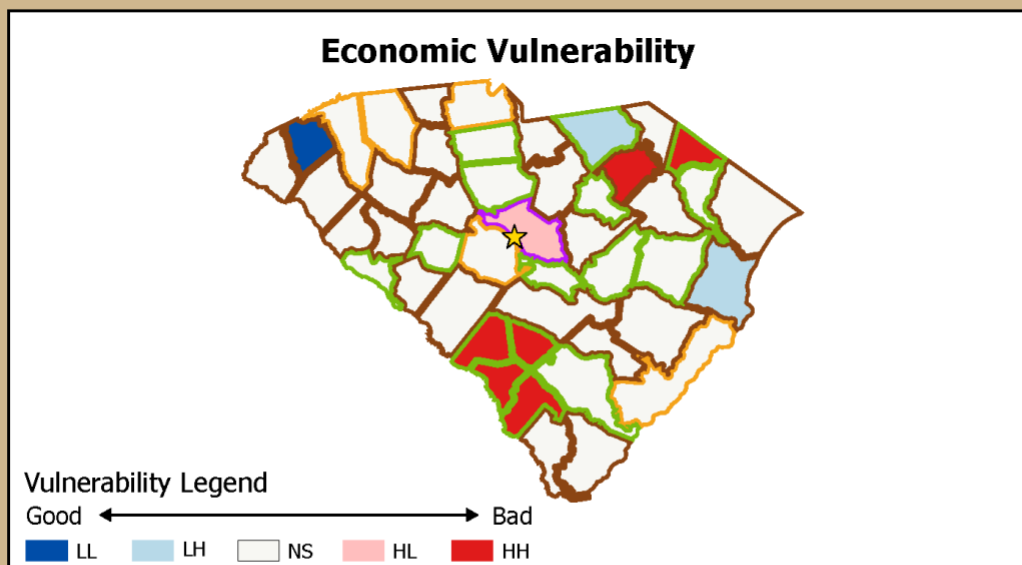 Economic Vulnerability
Vulnerability Legend
Good Bad
LL LH NS HL HH